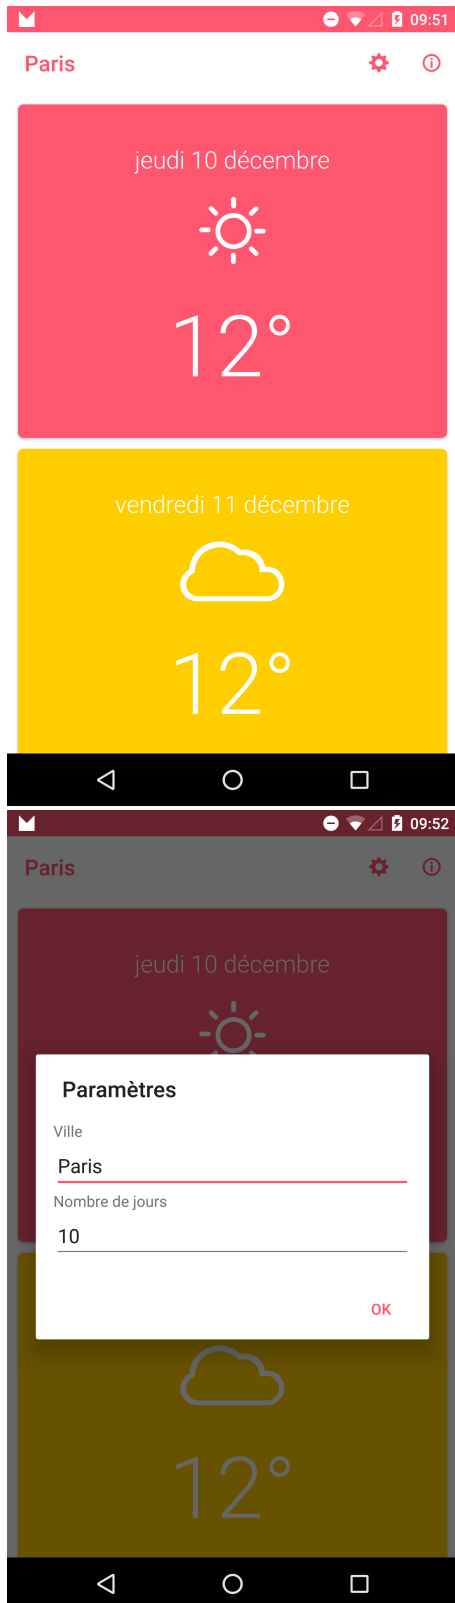 09:51
Paris
jeudi 10 décembre
12°
vendredi 11 décembre
12°
09:52
Paris
jeudi 10 décembre
Paramètres
Ville
Paris
Nombre de jours
10
OK
12°